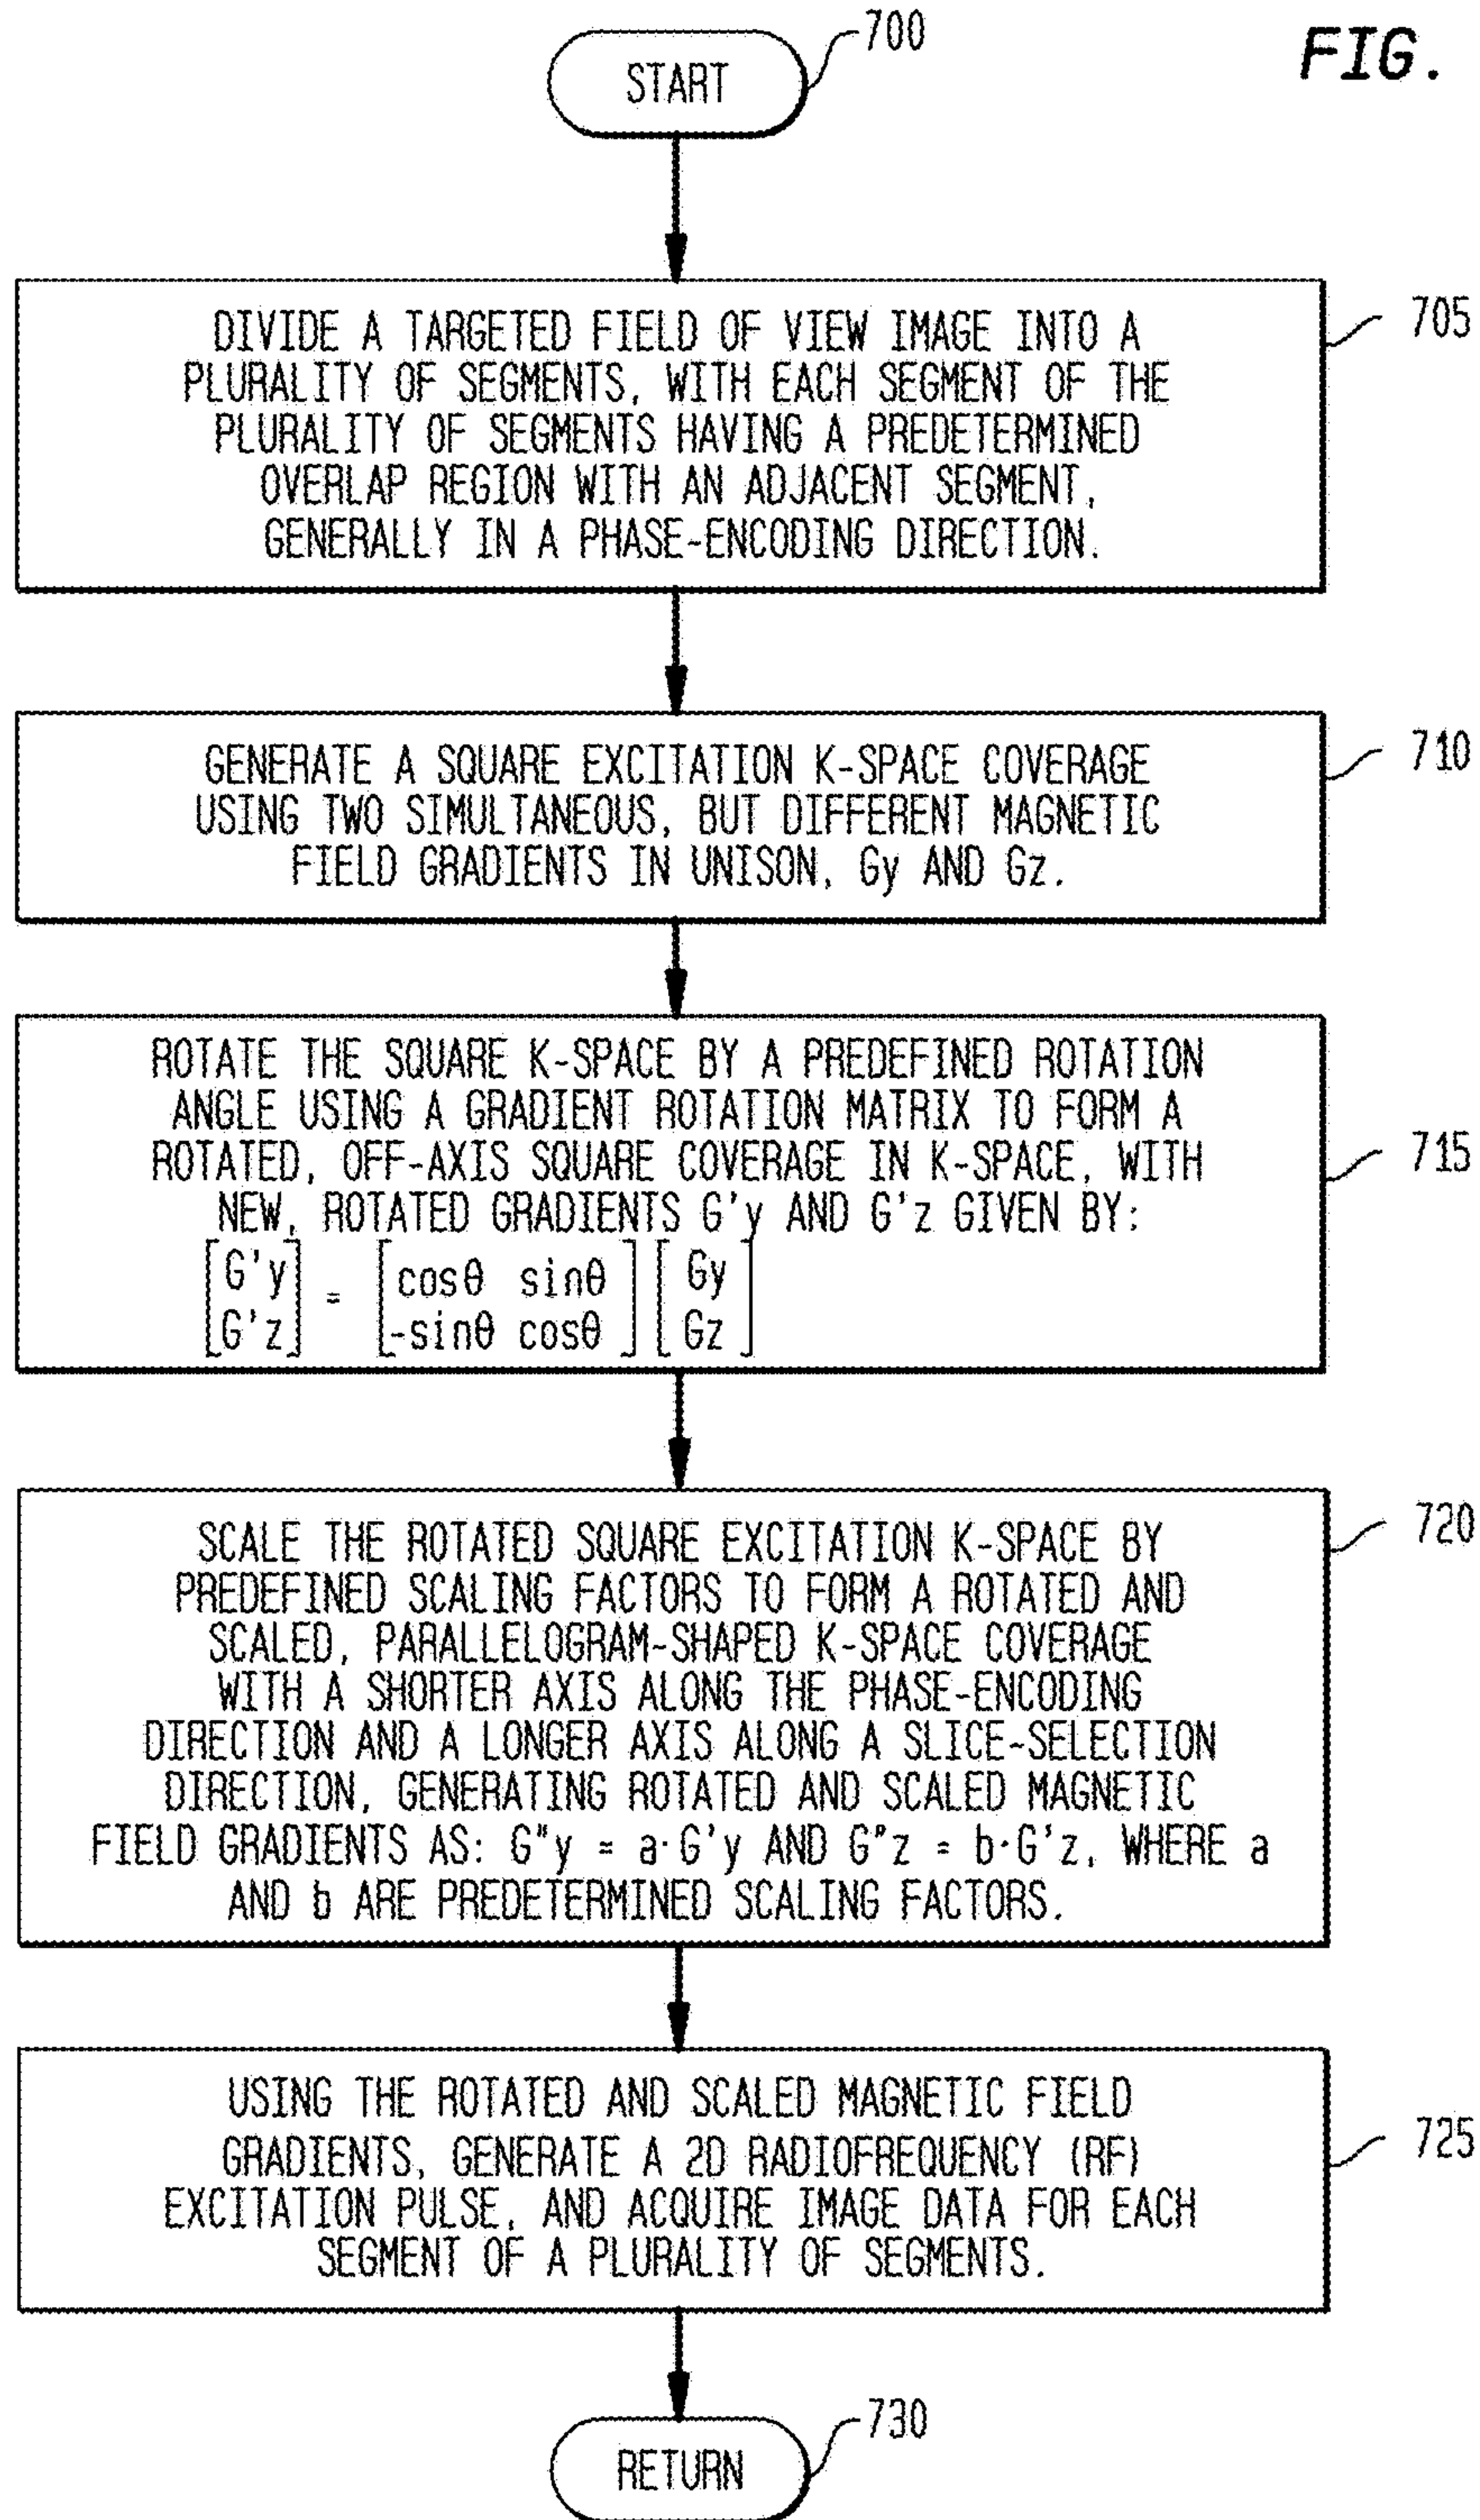 700
FIG.
START
705
DIVIDE A TARGETED FIELD OF VIEW IMAGE INTO A
PLURALITY OF SEGMENTS, WITH EACH SEGMENT OF THE
PLURALITY OF SEGMENTS HAVING A PREDETERMINED
OVERLAP REGION WITH AN ADJACENT SEGMENT,
GENERALLY IN A PHASE-ENCODING DIRECTION.
710
GENERATE A SQUARE EXCITATION K-SPACE COVERAGE
USING TWO SIMULTANEOUS, BUT DIFFERENT MAGNETIC
FIELD GRADIENTS IN UNISON, Gy AND Gz.
715
ROTATE THE SQUARE K-SPACE BY A PREDEFINED ROTATION
ANGLE USING A GRADIENT ROTATION MATRIX TO FORM A
ROTATED, OFF-AXIS SQUARE COVERAGE IN K-SPACE, WITH
NEW, ROTATED GRADIENTS G'y AND G'z GIVEN BY:
[G'y] = [cosθ sinθ] [Gy]
[G'z] [-sinθ cosθ] [Gz]
720
SCALE THE ROTATED SQUARE EXCITATION K-SPACE BY
PREDEFINED SCALING FACTORS TO FORM A ROTATED AND
SCALED, PARALLELOGRAM-SHAPED K-SPACE COVERAGE
WITH A SHORTER AXIS ALONG THE PHASE-ENCODING
DIRECTION AND A LONGER AXIS ALONG A SLICE-SELECTION
DIRECTION, GENERATING ROTATED AND SCALED MAGNETIC
FIELD GRADIENTS AS: G"y = a·G'y AND G"z = b·G'z, WHERE a
AND b ARE PREDETERMINED SCALING FACTORS.
725
USING THE ROTATED AND SCALED MAGNETIC FIELD
GRADIENTS, GENERATE A 2D RADIOFREQUENCY (RF)
EXCITATION PULSE, AND ACQUIRE IMAGE DATA FOR EACH
SEGMENT OF A PLURALITY OF SEGMENTS.
730
RETURN